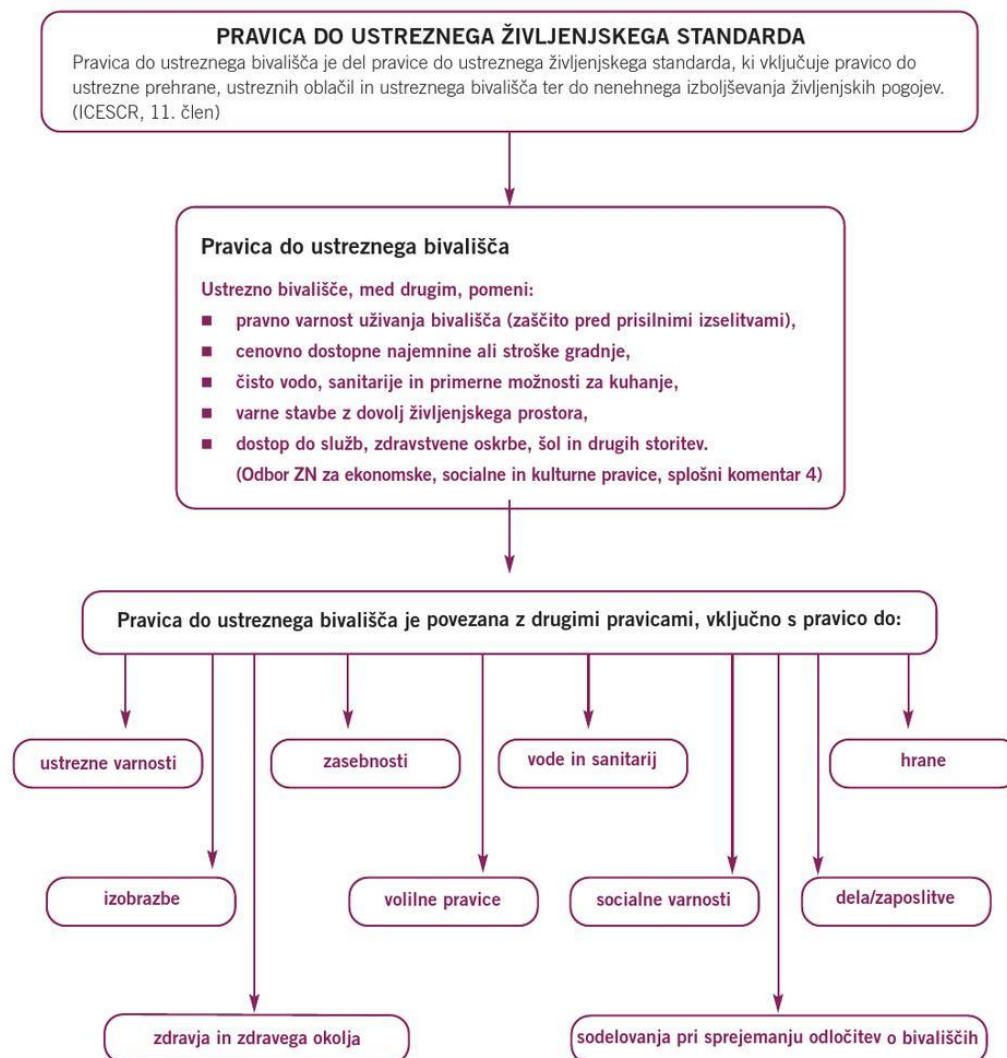 PRAVICA DO USTREZNEGA ŽIVLJENJSKEGA STANDARDA
Pravica do ustreznega bivališča je del pravice do ustreznega življenjskega standarda, ki vključuje pravico do
ustrezne prehrane, ustreznih oblačil in ustreznega bivališča ter do nenehnega izboljševanja življenjskih pogojev.
(ICESCR, 11. člen)
Pravica do ustreznega bivališča
Ustrezno bivališče, med drugim, pomeni:
■ pravno varnost uživanja bivališča (zaščito pred prisilnimi izselitvami),
■ cenovno dostopne najemnine ali stroške gradnje,
■ čisto vodo, sanitarije in primerne možnosti za kuhanje,
■ varne stavbe z dovolj življenjskega prostora,
■ dostop do služb, zdravstvene oskrbe, šol in drugih storitev.
(Odbor ZN za ekonomske, socialne in kulturne pravice, splošni komentar 4)
Pravica do ustreznega bivališča je povezana z drugimi pravicami, vključno s pravico do:
ustrezne varnosti
zasebnosti
vode in sanitarij
hrane
izobrazbe
volilne pravice
socialne varnosti
dela/zaposlitve
zdravja in zdravega okolja
sodelovanja pri sprejemanju odločitev o bivališčih